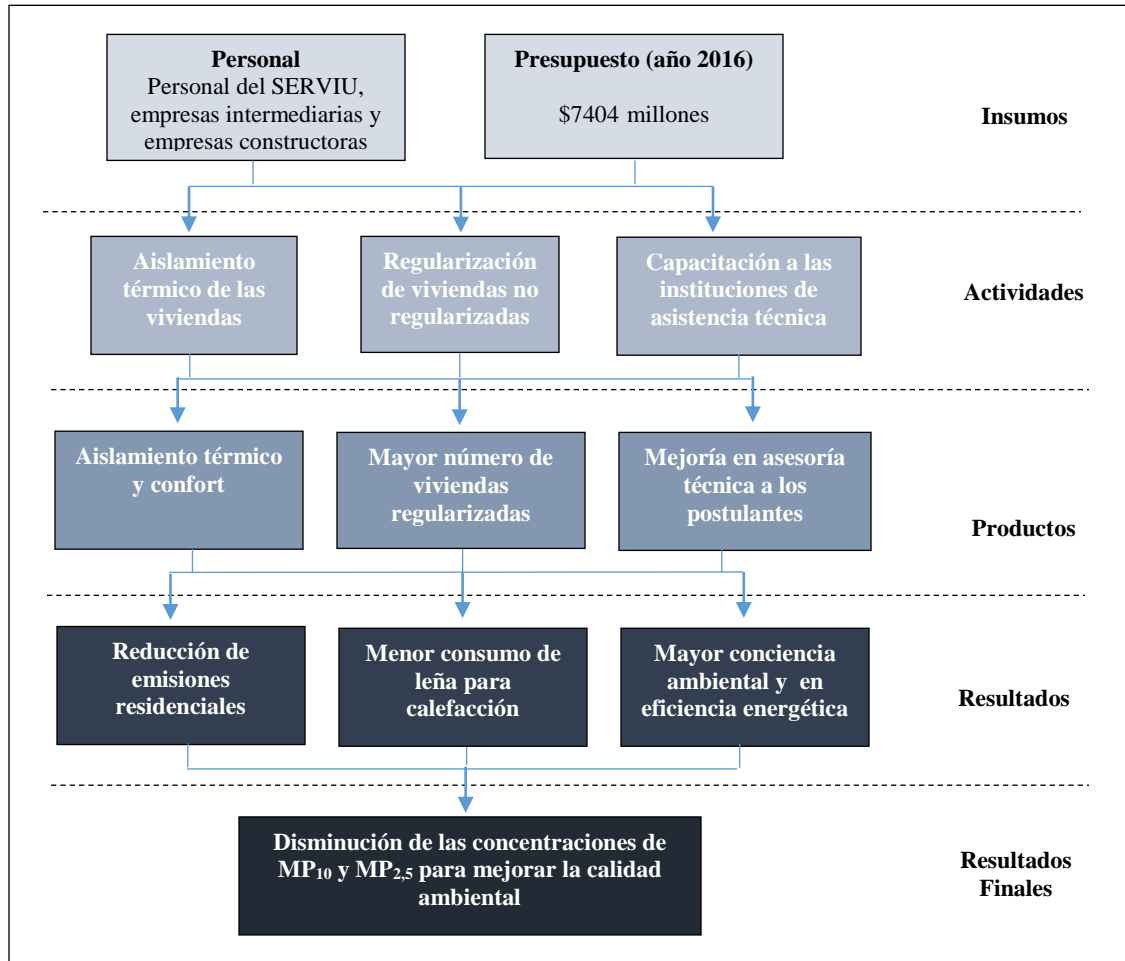 Personal
Personal del SERVIU,
empresas intermediarias y
empresas constructoras
Presupuesto (año 2016)
$7404 millones
Insumos
Aislamiento
térmico de las
viviendas
Regularización
de viviendas no
regularizadas
Capacitación a las
instituciones de
asistencia técnica
Actividades
Aislamiento térmico
y confort
Mayor número de
viviendas
regularizadas
Mejoría en asesoría
técnica a los
postulantes
Productos
Reducción de
emisiones
residenciales
Menor consumo de
leña para
calefacción
Mayor conciencia
ambiental y en
eficiencia energética
Resultados
Disminución de las concentraciones de
MP₁₀ y MP₂,₅ para mejorar la calidad
ambiental
Resultados
Finales